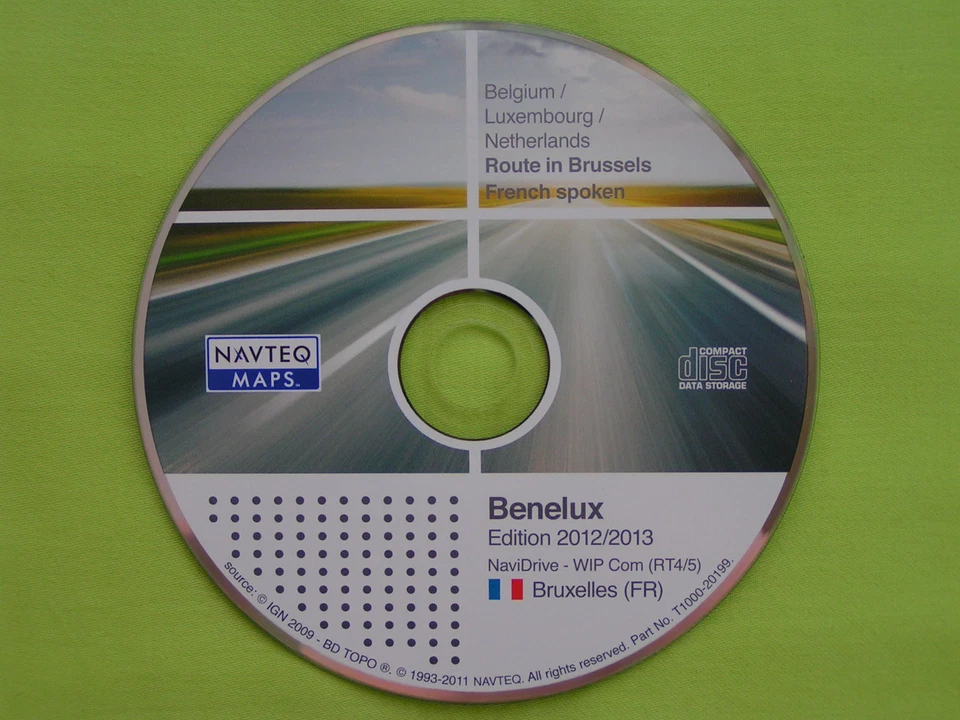 Belgium /
Luxembourg /
Netherlands
Route in Brussels
French spoken
NAVTEQ
MAPS™
COMPACT
disc
DATA STORAGE
Benelux
Edition 2012/2013
NaviDrive - WIP Com (RT4/5)
Bruxelles (FR)
source: © IGN 2009 - BD TOPO ®. © 1993-2011 NAVTEQ. All rights reserved. Part No. T1000-20199.